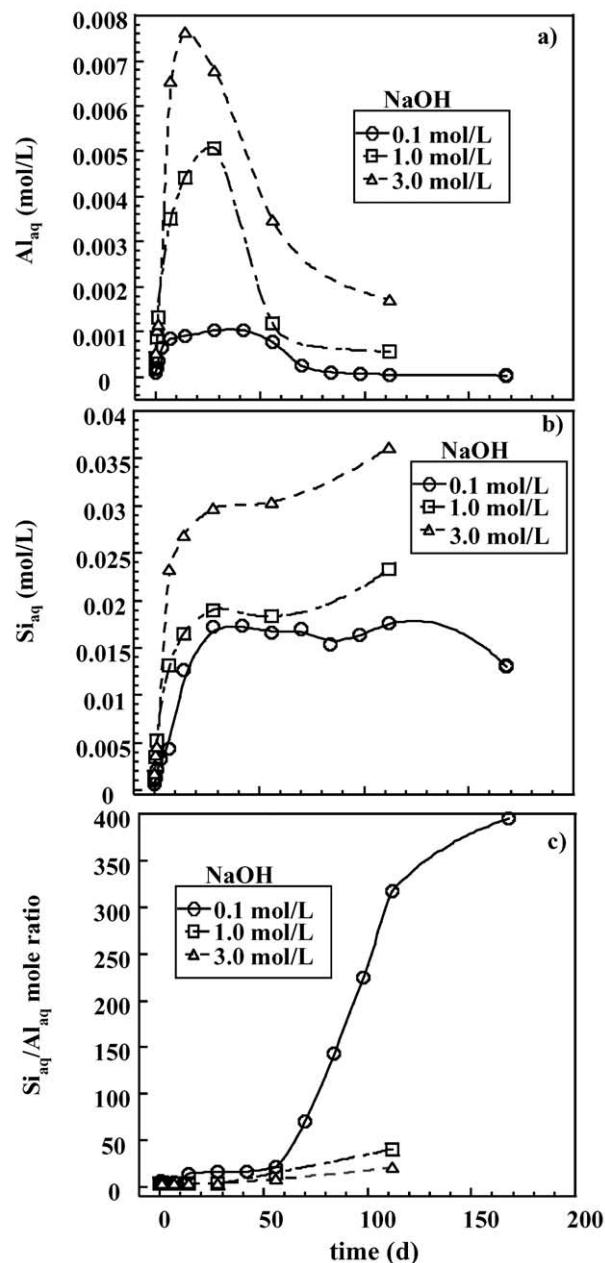 0.008
a)
0.007
NaOH
0.006
0.1 mol/L
0.005
1.0 mol/L
0.004
3.0 mol/L
0.003
0.002
0.001
0
Al_aq (mol/L)
0.04
b)
NaOH
0.035
0.1 mol/L
0.03
1.0 mol/L
0.025
3.0 mol/L
0.02
0.015
0.01
0.005
0
Si_aq (mol/L)
400
c)
350
NaOH
300
0.1 mol/L
250
1.0 mol/L
200
3.0 mol/L
150
100
50
0
Si_aq/Al_aq mole ratio
0 50 100 150 200
time (d)